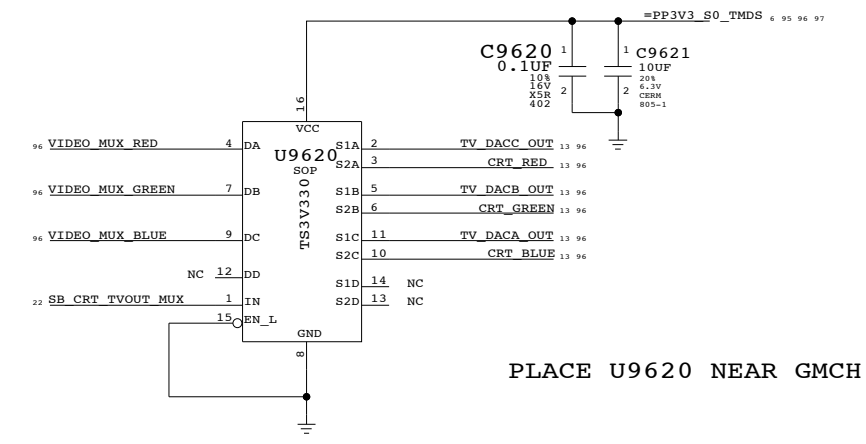 =PP3V3_S0_TMDS 6 95 96 97
C9620 1
0.1UF
10%
16V
X5R
402
2
1 C9621
10UF
20%
6.3V
CERM
805-1
2
16
VCC
96 VIDEO_MUX_RED 4 DA
S1A 2 TV_DACC_OUT 13 96
U9620
SOP
TS3V330
S2A 3 CRT_RED 13 96
96 VIDEO_MUX_GREEN 7 DB
S1B 5 TV_DACB_OUT 13 96
S2B 6 CRT_GREEN 13 96
96 VIDEO_MUX_BLUE 9 DC
S1C 11 TV_DACA_OUT 13 96
S2C 10 CRT_BLUE 13 96
NC 12 DD
S1D 14 NC
22 SB_CRT_TVOUT_MUX 1 IN
S2D 13 NC
15 EN_L
GND
8
PLACE U9620 NEAR GMCH